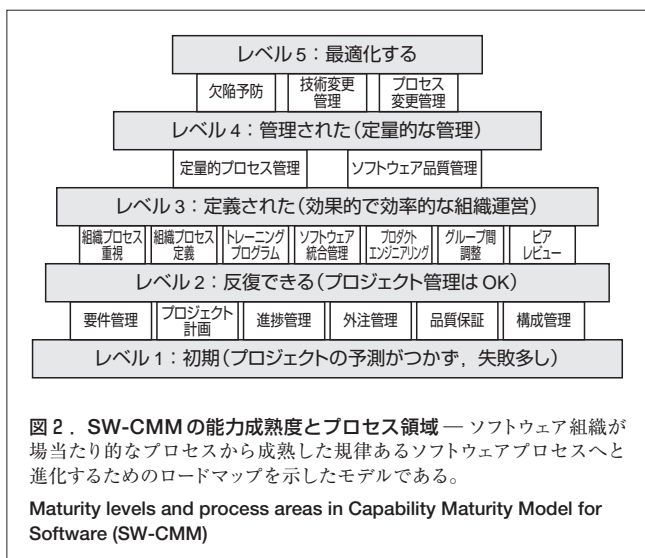 レベル5：最適化する
欠陥予防
技術変更
管理
プロセス
変更管理
レベル4：管理された（定量的な管理）
定量的プロセス管理
ソフトウェア品質管理
レベル3：定義された（効果的で効率的な組織運営）
組織プロセス
重視
組織プロセス
定義
トレーニング
プログラム
ソフトウェア
統合管理
プロダクト
エンジニアリング
グループ間
調整
ピア
レビュー
レベル2：反復できる（プロジェクト管理はOK）
要件管理
プロジェクト
計画
進捗管理
外注管理
品質保証
構成管理
レベル1：初期（プロジェクトの予測がつかず，失敗多し）
図2．SW-CMMの能力成熟度とプロセス領域 — ソフトウェア組織が
場当たり的なプロセスから成熟した規律あるソフトウェアプロセスへと
進化するためのロードマップを示したモデルである。
Maturity levels and process areas in Capability Maturity Model for
Software (SW-CMM)